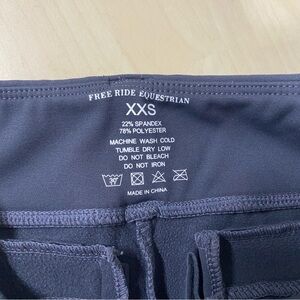 FREE RIDE EQUESTRIAN
XXS
22% SPANDEX
78% POLYESTER
MACHINE WASH COLD
TUMBLE DRY LOW
DO NOT BLEACH
DO NOT IRON
30°
MADE IN CHINA